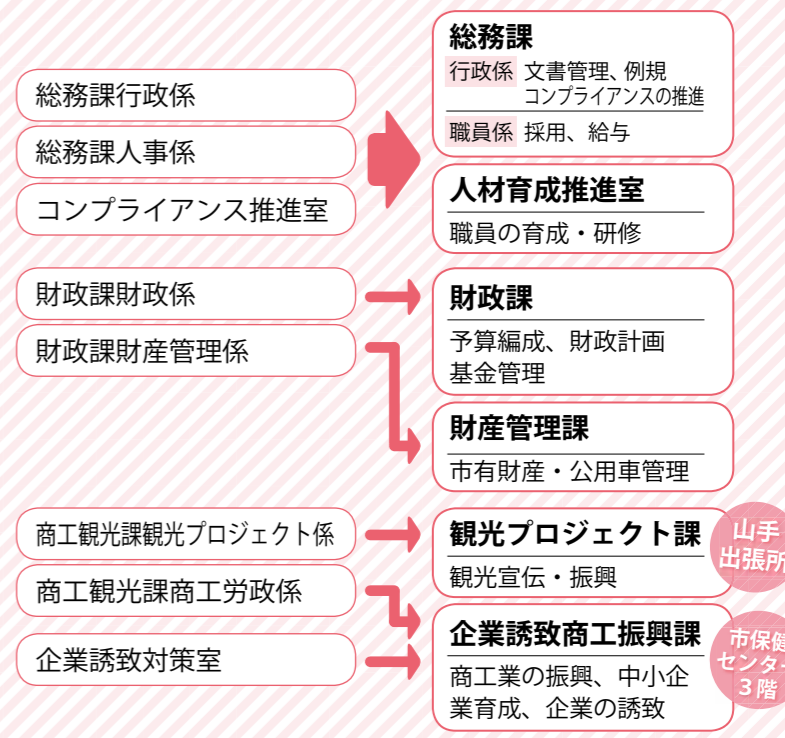 総務課行政係
総務課人事係
コンプライアンス推進室
総務課
行政係 文書管理、例規
コンプライアンスの推進
職員係 採用、給与
人材育成推進室
職員の育成・研修
財政課財政係
財政課財産管理係
財政課
予算編成、財政計画
基金管理
財産管理課
市有財産・公用車管理
商工観光課観光プロジェクト係
商工観光課商工労政係
企業誘致対策室
観光プロジェクト課
観光宣伝・振興
山手
出張所
企業誘致商工振興課
商工業の振興、中小企
業育成、企業の誘致
市保健
センター
3階